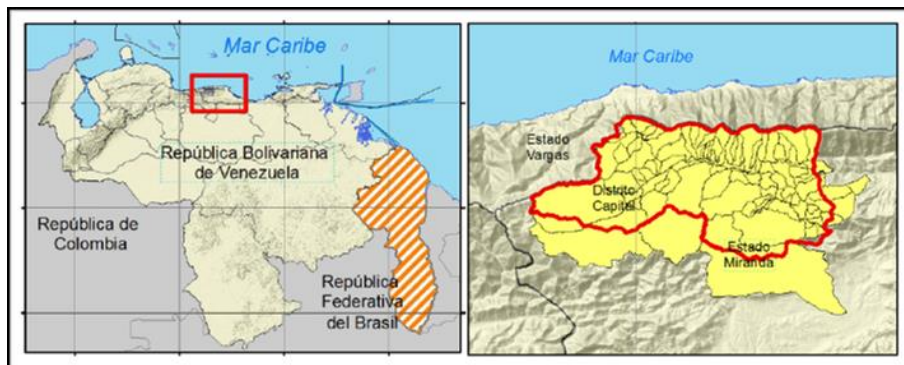 Mar Caribe
República Bolivariana
de Venezuela
República de
Colombia
República
Federativa
del Brasil
Mar Caribe
Estado
Vargas
Distrito
Capital
Estado
Miranda